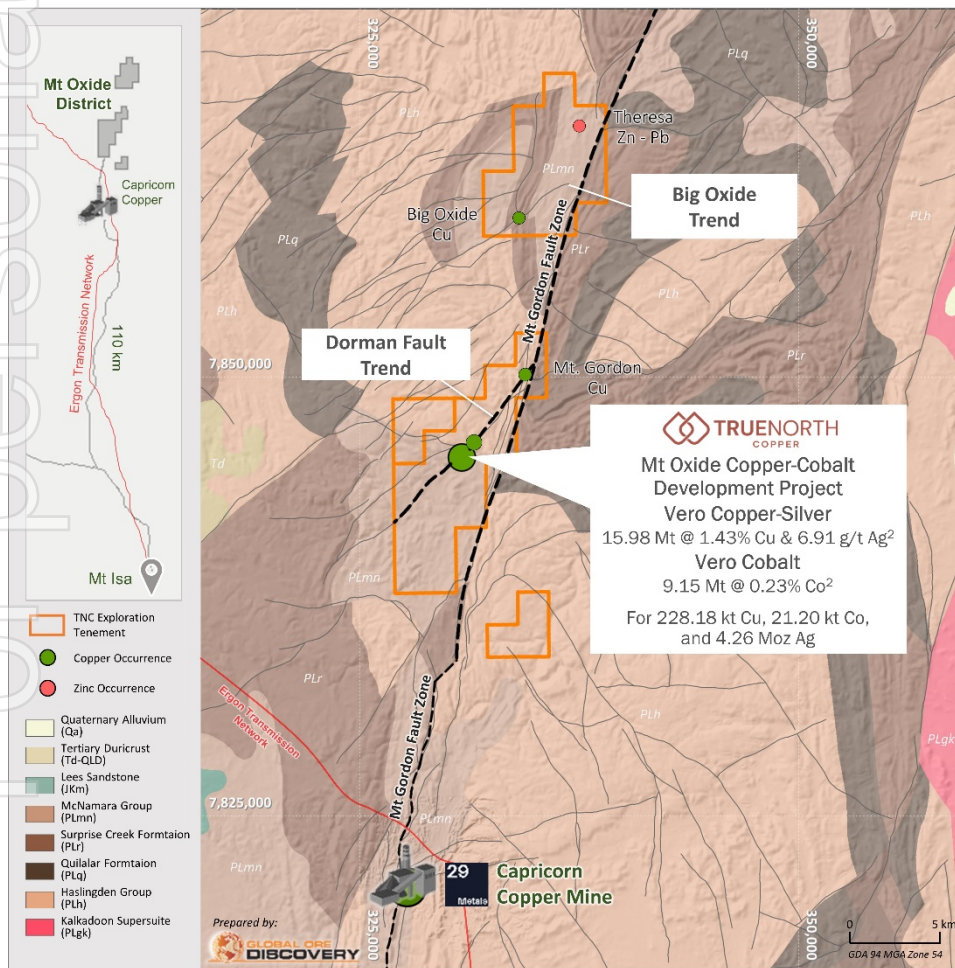 or personal
Mt Oxide
District
Capricorn
Copper
Ergon Transmission Network
110 km
Mt Isa
TNC Exploration
Tenement
Copper Occurrence
Zinc Occurrence
Quaternary Alluvium
(Qa)
Tertiary Duricrust
(Td-QLD)
Lees Sandstone
(JKm)
McNamara Group
(PLmn)
Surprise Creek Formtaion
(PLr)
Quilalar Formtaion
(PLq)
Haslingden Group
(PLh)
Kalkadoon Supersuite
(PLgk)
325,000
350,000
PLq
PLh
Theresa
Zn - Pb
PLmn
Big Oxide
Trend
Big Oxide
Cu
PLh
PLq
PLr
PLh
PLh
Mt Gordon Fault Zone
Dorman Fault
Trend
7,850,000
Mt. Gordon
Cu
PLr
TRUENORTH
COPPER
Mt Oxide Copper-Cobalt
Development Project
Vero Copper-Silver
15.98 Mt @ 1.43% Cu & 6.91 g/t Ag²
Vero Cobalt
9.15 Mt @ 0.23% Co²
For 228.18 kt Cu, 21.20 kt Co,
and 4.26 Moz Ag
Td
PLmn
PLr
PLh
PLgk
Ergon Transmission
Network
Mt Gordon Fault Zone
7,825,000
PLmn
PLmn
29
Metals
Capricorn
Copper Mine
Prepared by:
GLOBAL ORE
DISCOVERY
325,000
350,000
0 5 km
GDA 94 MGA Zone 54